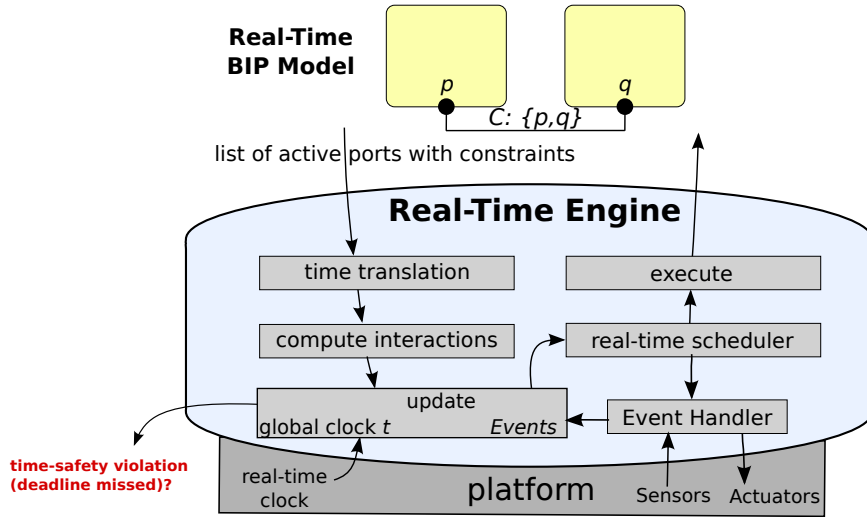 Real-Time
BIP Model
p
q
C: {p,q}
list of active ports with constraints
Real-Time Engine
time translation
execute
compute interactions
real-time scheduler
update
global clock t
Events
Event Handler
time-safety violation
(deadline missed)?
real-time
clock
platform
Sensors
Actuators